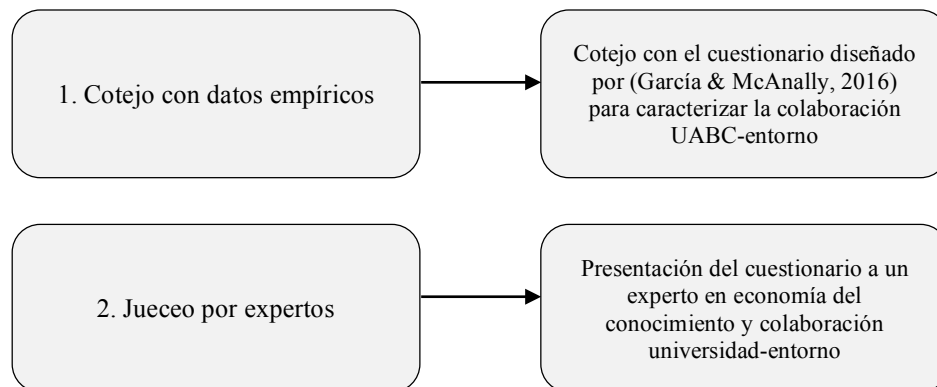 1. Cotejo con datos empíricos
Cotejo con el cuestionario diseñado
por (García & McAnally, 2016)
para caracterizar la colaboración
UABC-entorno
2. Jueceo por expertos
Presentación del cuestionario a un
experto en economía del
conocimiento y colaboración
universidad-entorno